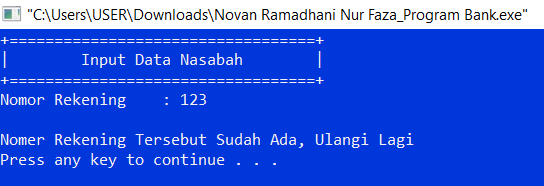 "C:\Users\USER\Downloads\Novan Ramadhani Nur Faza_Program Bank.exe"
+==================================+
|        Input Data Nasabah        |
+==================================+
Nomor Rekening    : 123
Nomer Rekening Tersebut Sudah Ada, Ulangi Lagi
Press any key to continue . . .